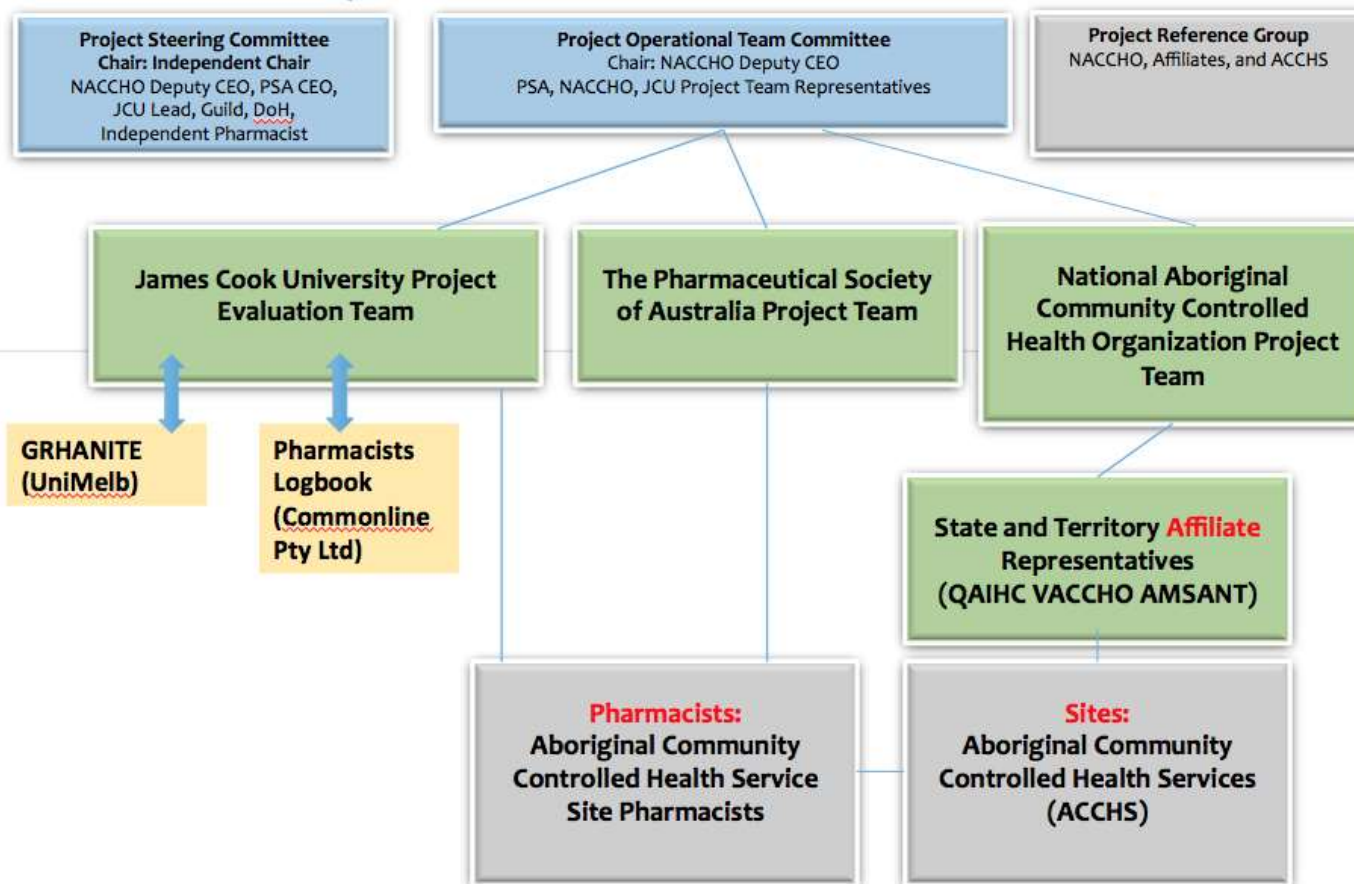 Project Steering Committee
Chair: Independent Chair
NACCHO Deputy CEO, PSA CEO,
JCU Lead, Guild, DoH,
Independent Pharmacist
Project Operational Team Committee
Chair: NACCHO Deputy CEO
PSA, NACCHO, JCU Project Team Representatives
Project Reference Group
NACCHO, Affiliates, and ACCHS
James Cook University Project
Evaluation Team
The Pharmaceutical Society
of Australia Project Team
National Aboriginal
Community Controlled
Health Organization Project
Team
GRHANITE
(UniMelb)
Pharmacists
Logbook
(Commonline
Pty Ltd)
State and Territory Affiliate
Representatives
(QAIHC VACCHO AMSANT)
Pharmacists:
Aboriginal Community
Controlled Health Service
Site Pharmacists
Sites:
Aboriginal Community
Controlled Health Services
(ACCHS)